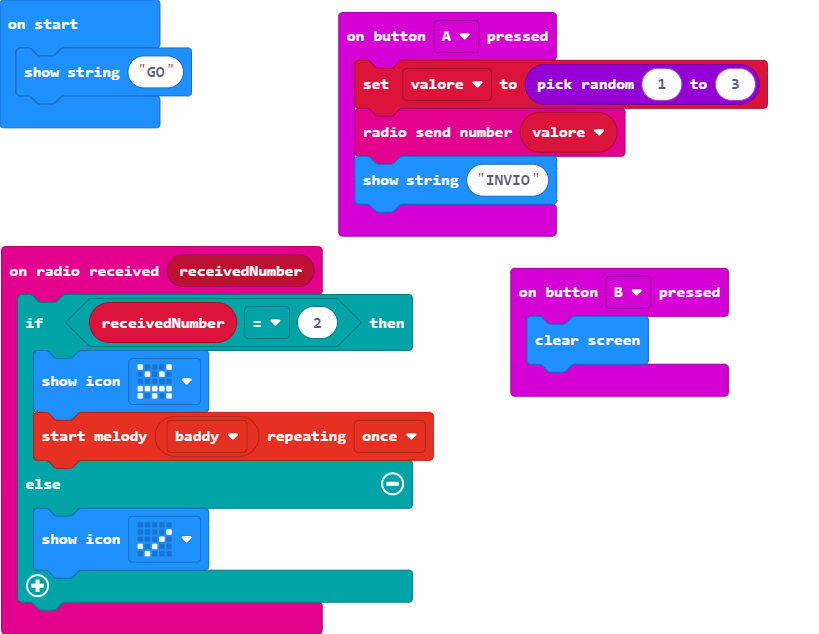 on start
show string "GO"
on button A pressed
set valore to pick random 1 to 3
radio send number valore
show string "INVIO"
on radio received receivedNumber
if receivedNumber = 2 then
show icon
start melody baddy repeating once
else
show icon
on button B pressed
clear screen